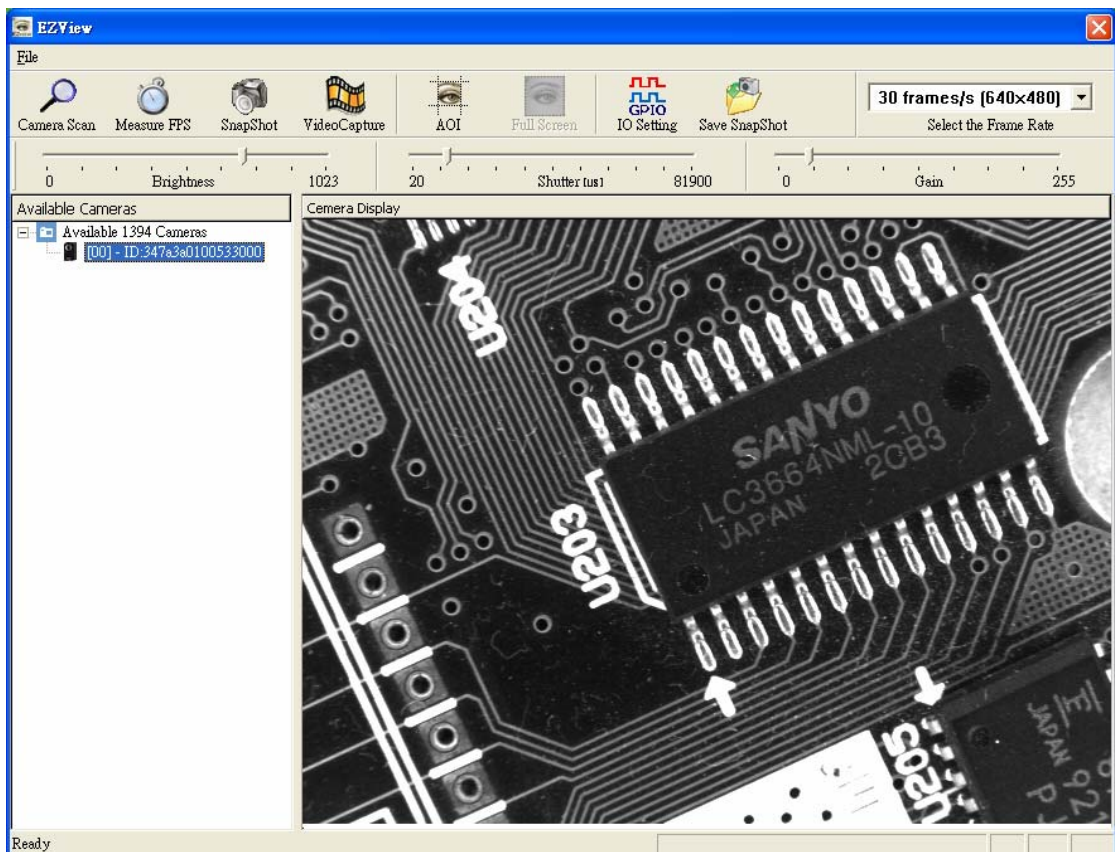 EZView
File
Camera Scan Measure FPS SnapShot VideoCapture AOI Full Screen GPIO IO Setting Save SnapShot 30 frames/s (640x480) Select the Frame Rate
0 Brightness 1023 20 Shutter (us) 81900 0 Gain 255
Available Cameras
Cemera Display
Available 1394 Cameras
[00] - ID:347a3a0100533000
U204
SANYO
LC3664NML-10
JAPAN 2CB3
U203
U205
JAPAN
Ready